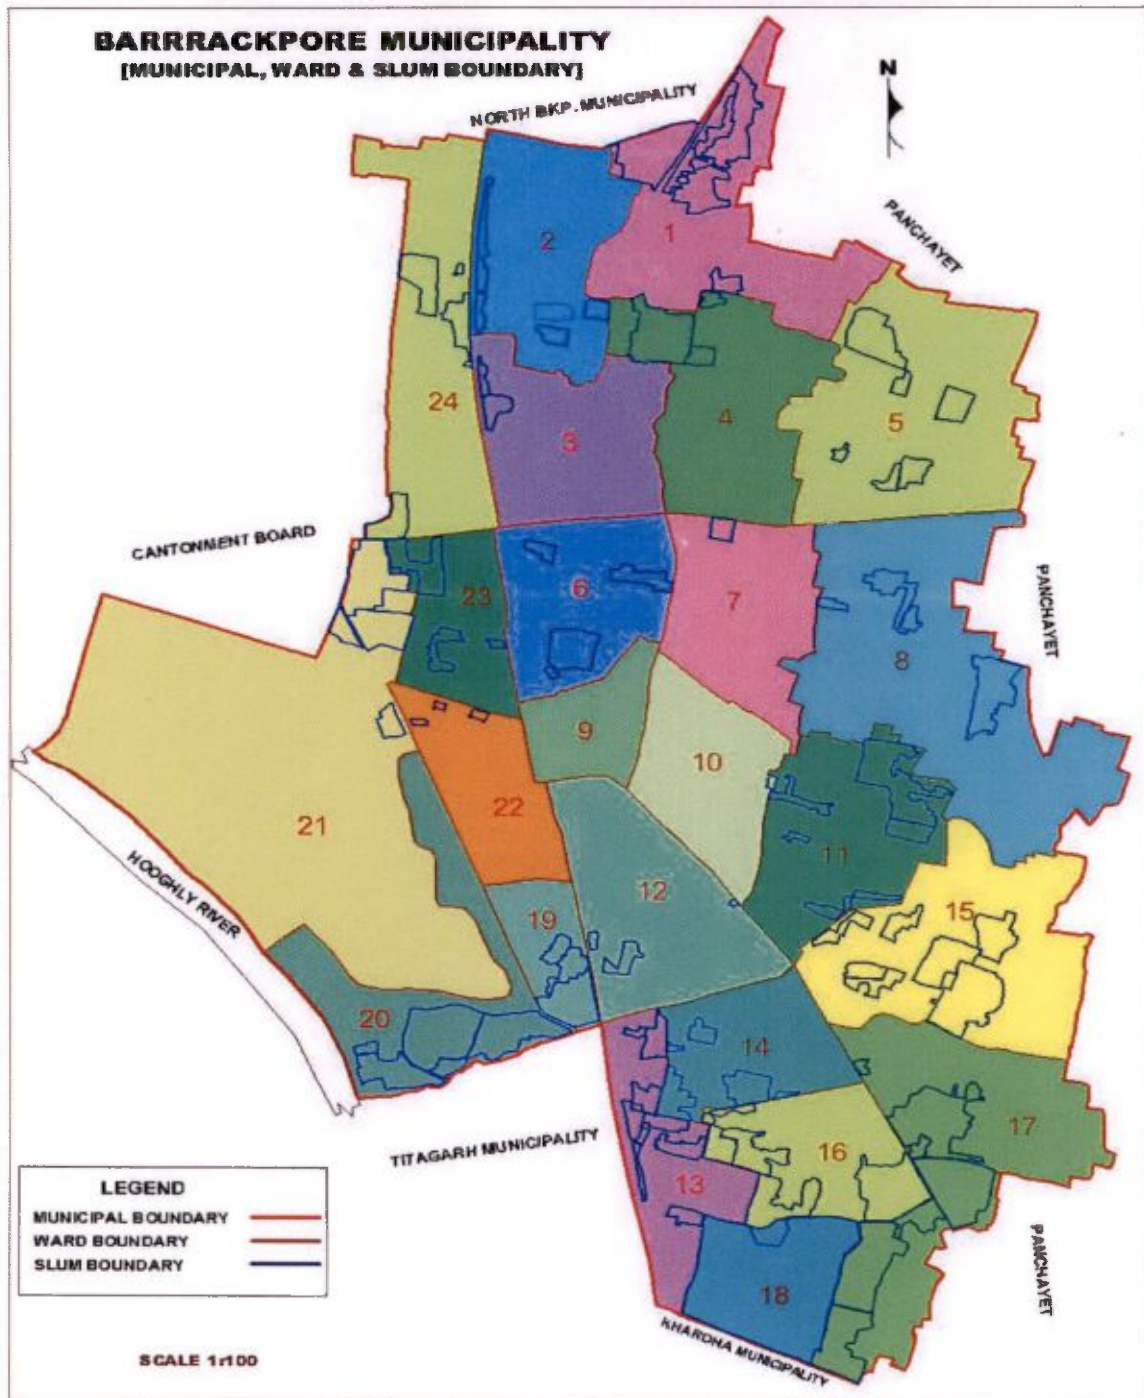 BARRRACKPORE MUNICIPALITY
[MUNICIPAL, WARD & SLUM BOUNDARY]
NORTH BKP. MUNICIPALITY
N
PANCHAYET
1
2
24
3
4
5
CANTONMENT BOARD
PANCHAYET
23
6
7
8
9
10
21
22
11
12
HOOGHLY RIVER
19
15
20
14
17
TITAGARH MUNICIPALITY
16
13
18
PANCHAYET
KHARDHA MUNICIPALITY
LEGEND
MUNICIPAL BOUNDARY
WARD BOUNDARY
SLUM BOUNDARY
SCALE 1:100